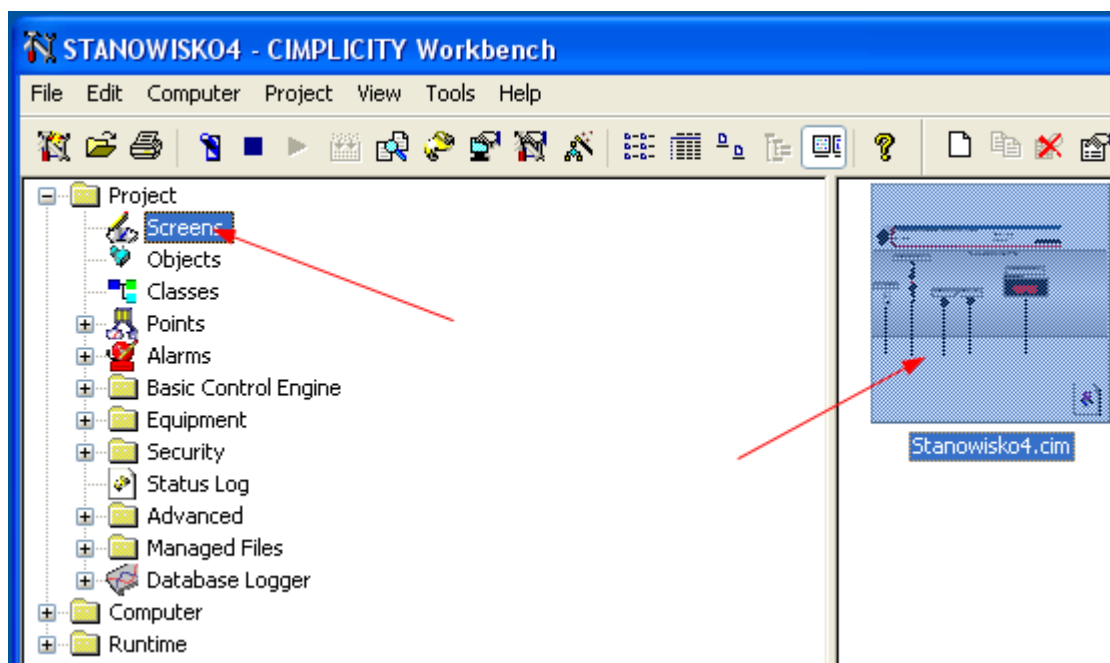 STANOWISKO4 - CIMPLICITY Workbench
File Edit Computer Project View Tools Help
Project
Screens
Objects
Classes
Points
Alarms
Basic Control Engine
Equipment
Security
Status Log
Advanced
Managed Files
Database Logger
Computer
Runtime
Stanowisko4.cim